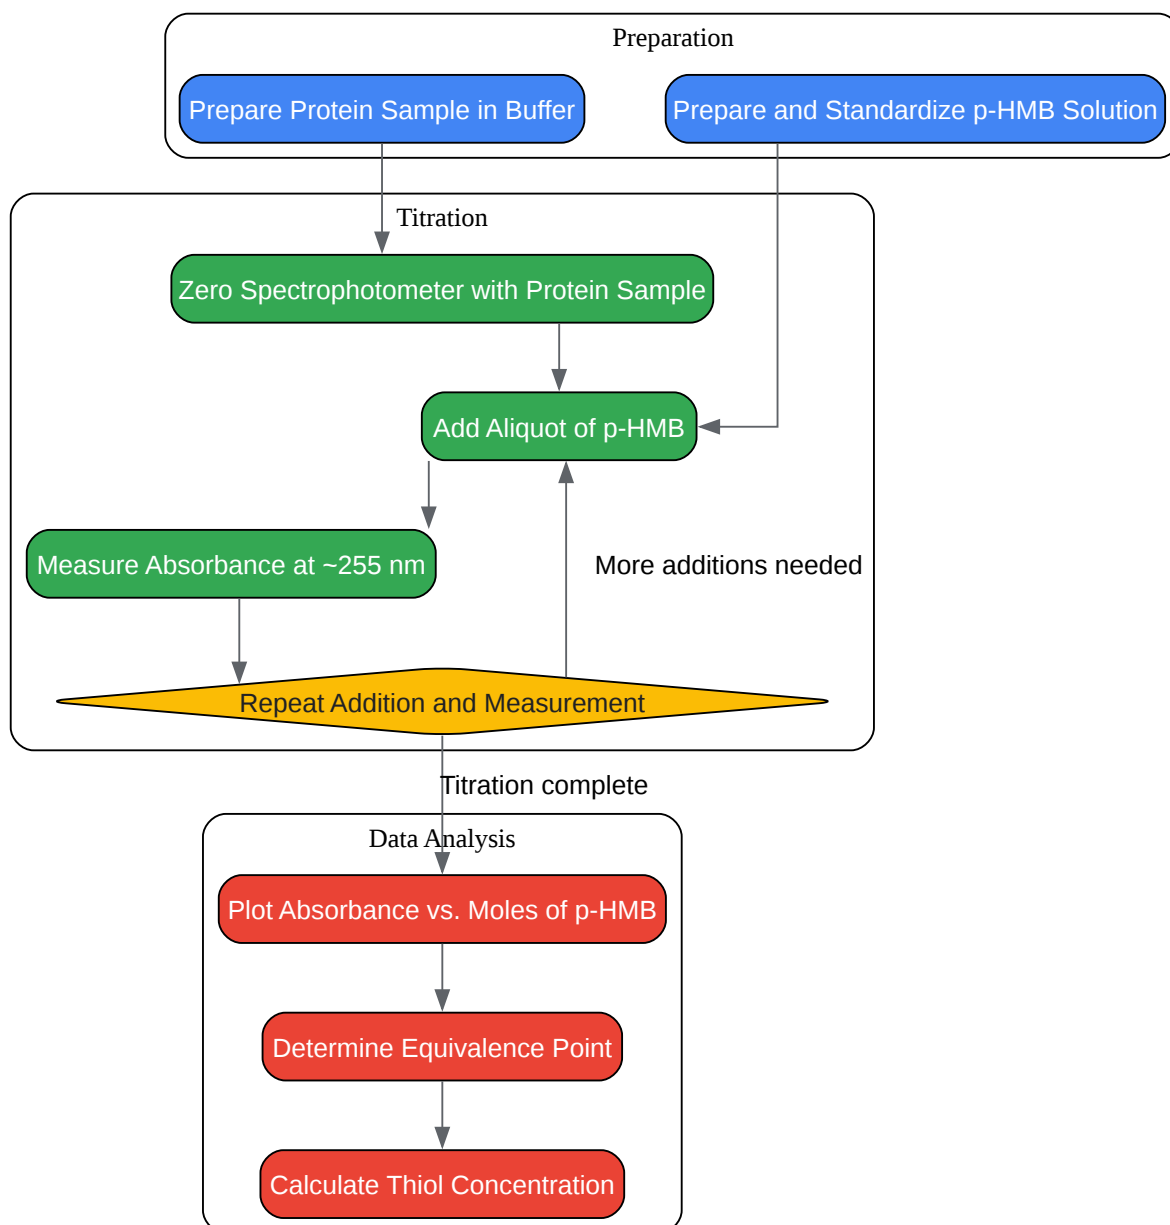 Preparation
Prepare Protein Sample in Buffer
Prepare and Standardize p-HMB Solution
Titration
Zero Spectrophotometer with Protein Sample
Add Aliquot of p-HMB
Measure Absorbance at ~255 nm
More additions needed
Repeat Addition and Measurement
Titration complete
Data Analysis
Plot Absorbance vs. Moles of p-HMB
Determine Equivalence Point
Calculate Thiol Concentration